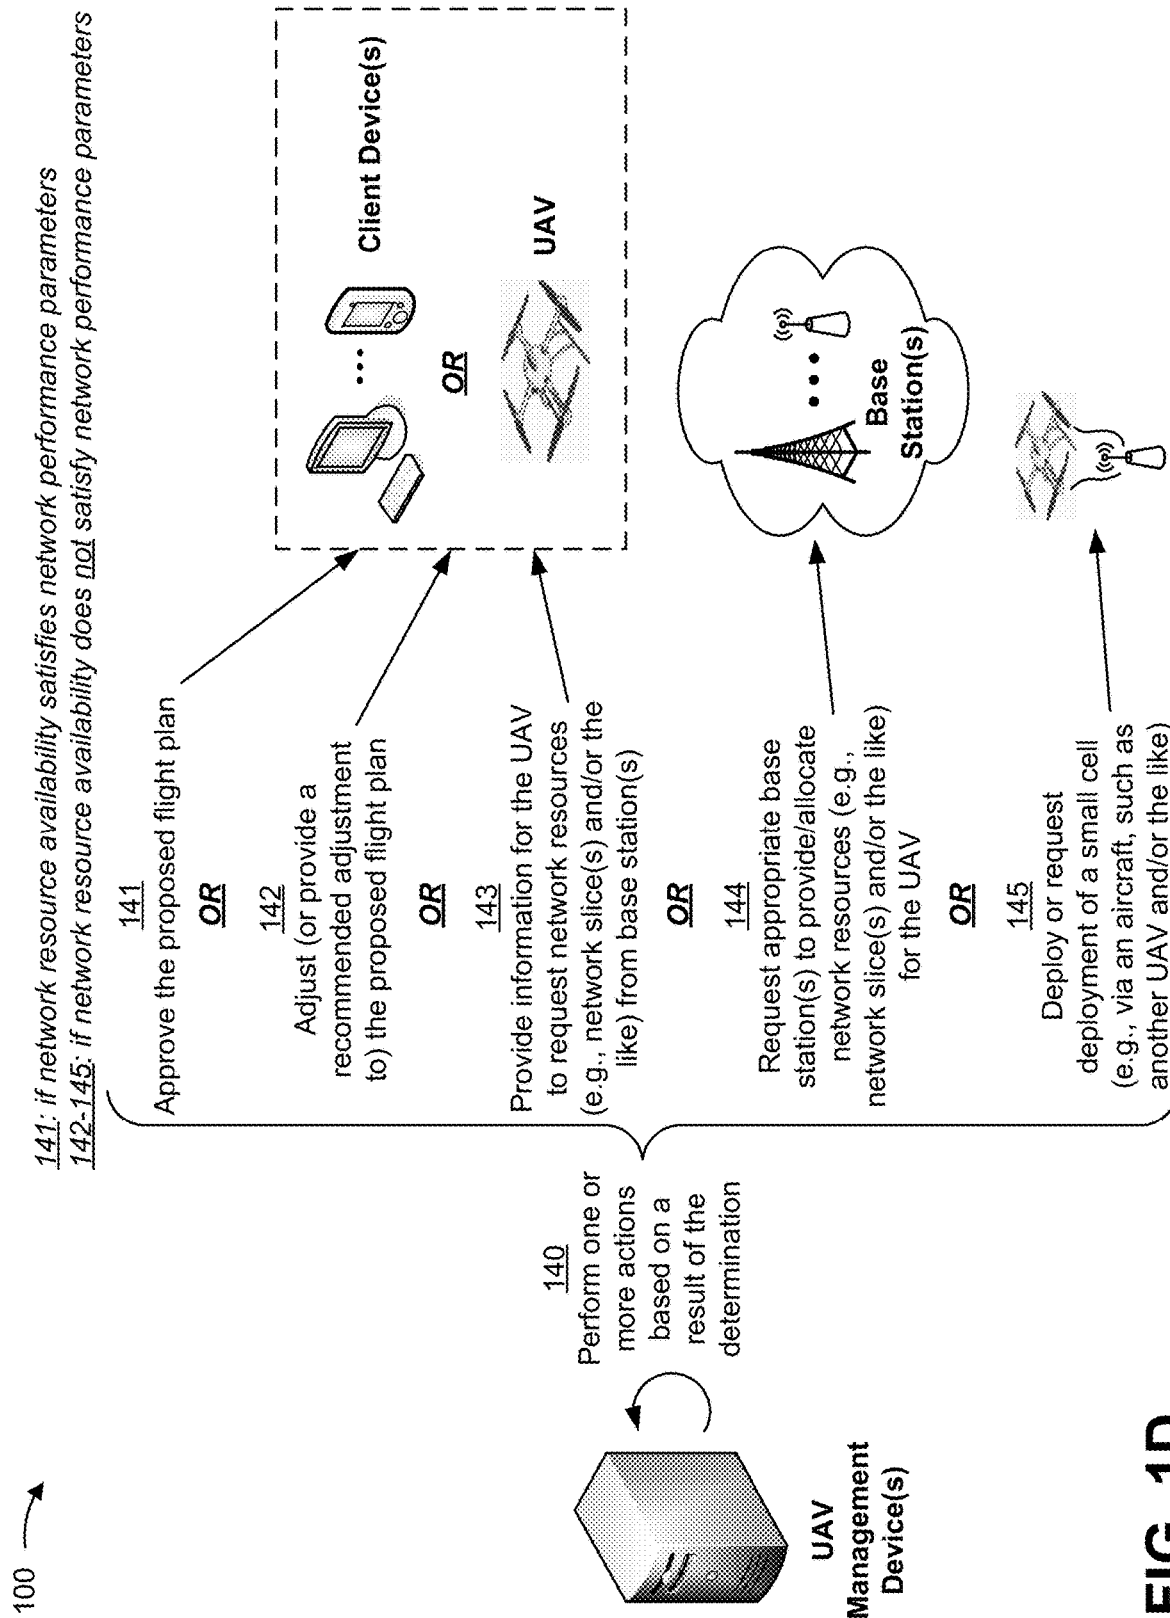 100
141: if network resource availability satisfies network performance parameters
142-145: if network resource availability does not satisfy network performance parameters
UAV
Management
Device(s)
140
Perform one or
more actions
based on a
result of the
determination
141
Approve the proposed flight plan
OR
142
Adjust (or provide a
recommended adjustment
to) the proposed flight plan
OR
143
Provide information for the UAV
to request network resources
(e.g., network slice(s) and/or the
like) from base station(s)
OR
144
Request appropriate base
station(s) to provide/allocate
network resources (e.g.,
network slice(s) and/or the like)
for the UAV
OR
145
Deploy or request
deployment of a small cell
(e.g., via an aircraft, such as
another UAV and/or the like)
Client Device(s)
OR
UAV
Base
Station(s)
FIG. 1D